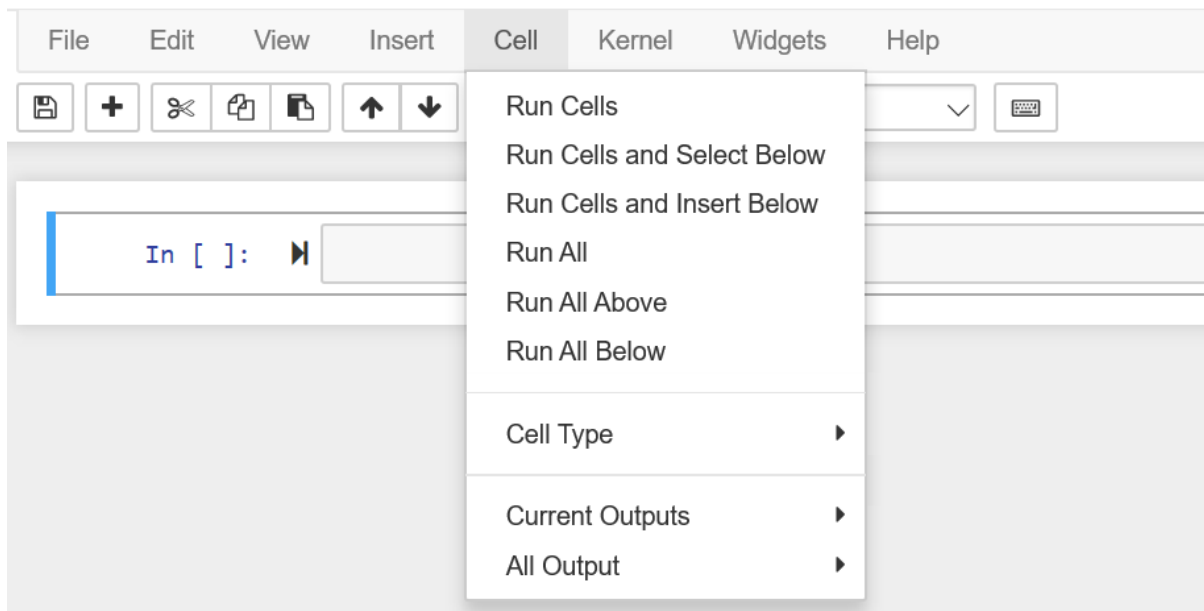 File Edit View Insert Cell Kernel Widgets Help
Run Cells
Run Cells and Select Below
Run Cells and Insert Below
In [ ]:
Run All
Run All Above
Run All Below
Cell Type
Current Outputs
All Output